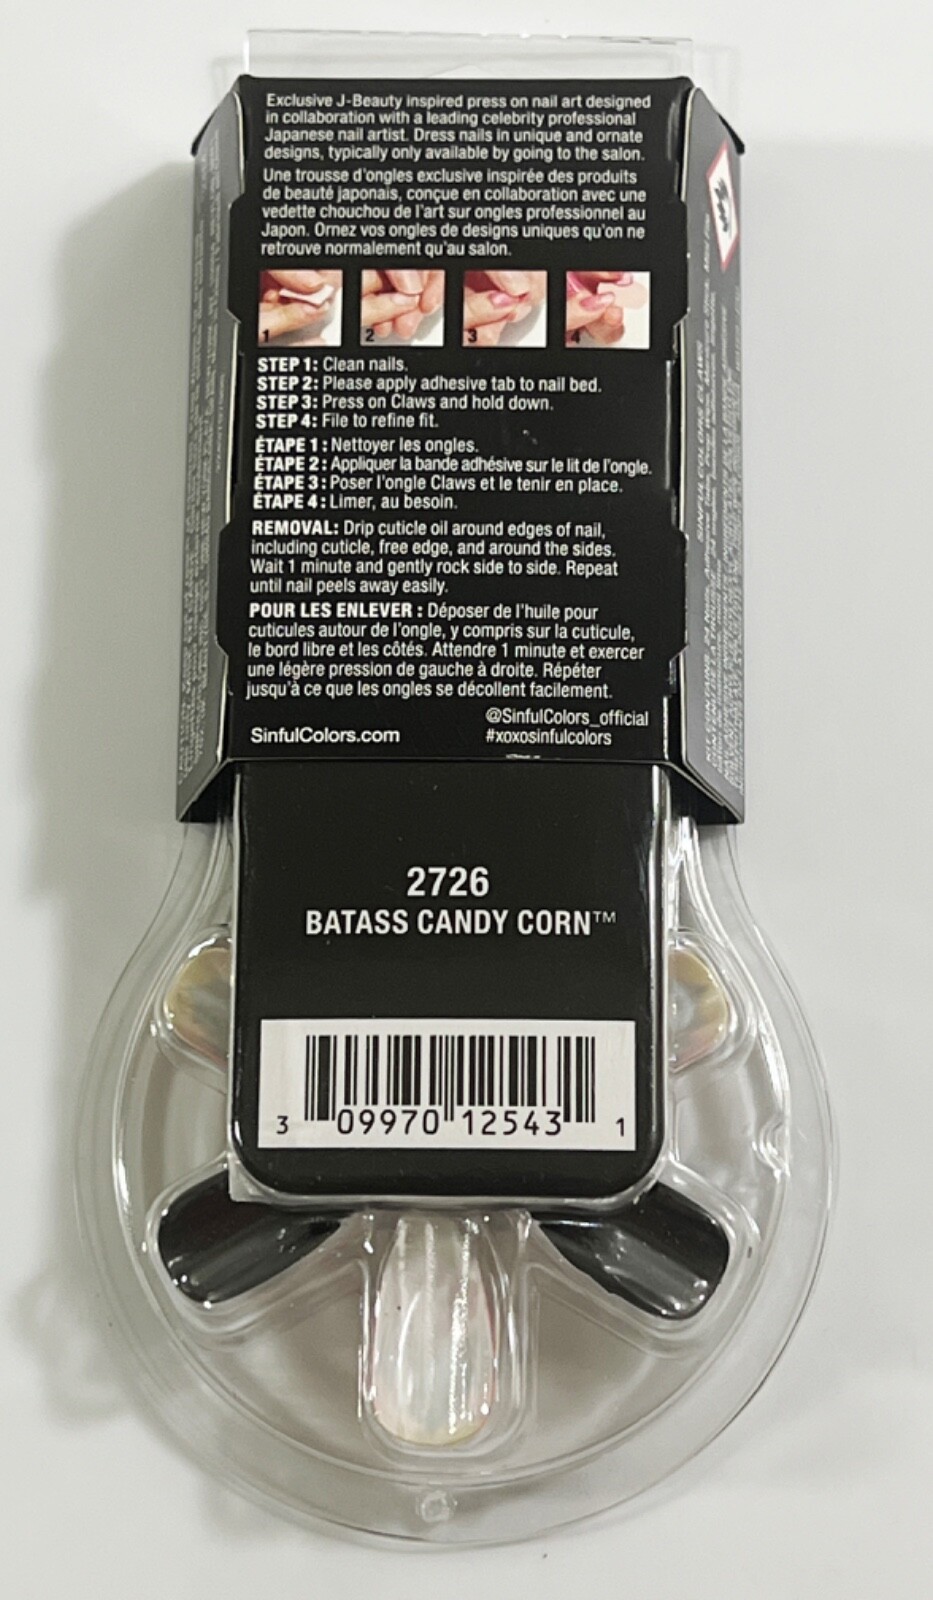 Exclusive J-Beauty inspired press on nail art designed
in collaboration with a leading celebrity professional
Japanese nail artist. Dress nails in unique and ornate
designs, typically only available by going to the salon.
Une trousse d'ongles exclusive inspirée des produits
de beauté japonais, conçue en collaboration avec une
vedette chouchou de l'art sur ongles professionnel au
Japon. Ornez vos ongles de designs uniques qu'on ne
retrouve normalement qu'au salon.
1 2 3 4
STEP 1: Clean nails.
STEP 2: Please apply adhesive tab to nail bed.
STEP 3: Press on Claws and hold down.
STEP 4: File to refine fit.
ÉTAPE 1 : Nettoyer les ongles.
ÉTAPE 2 : Appliquer la bande adhésive sur le lit de l'ongle.
ÉTAPE 3 : Poser l'ongle Claws et le tenir en place.
ÉTAPE 4 : Limer, au besoin.
REMOVAL: Drip cuticle oil around edges of nail,
including cuticle, free edge, and around the sides.
Wait 1 minute and gently rock side to side. Repeat
until nail peels away easily.
POUR LES ENLEVER : Déposer de l'huile pour
cuticules autour de l'ongle, y compris sur la cuticule,
le bord libre et les côtés. Attendre 1 minute et exercer
une légère pression de gauche à droite. Répéter
jusqu'à ce que les ongles se décollent facilement.
@SinfulColors_official
SinfulColors.com #xoxosinfulcolors
SINFULCOLORS CLAWS
2726
BATASS CANDY CORN™
3 09970 12543 1